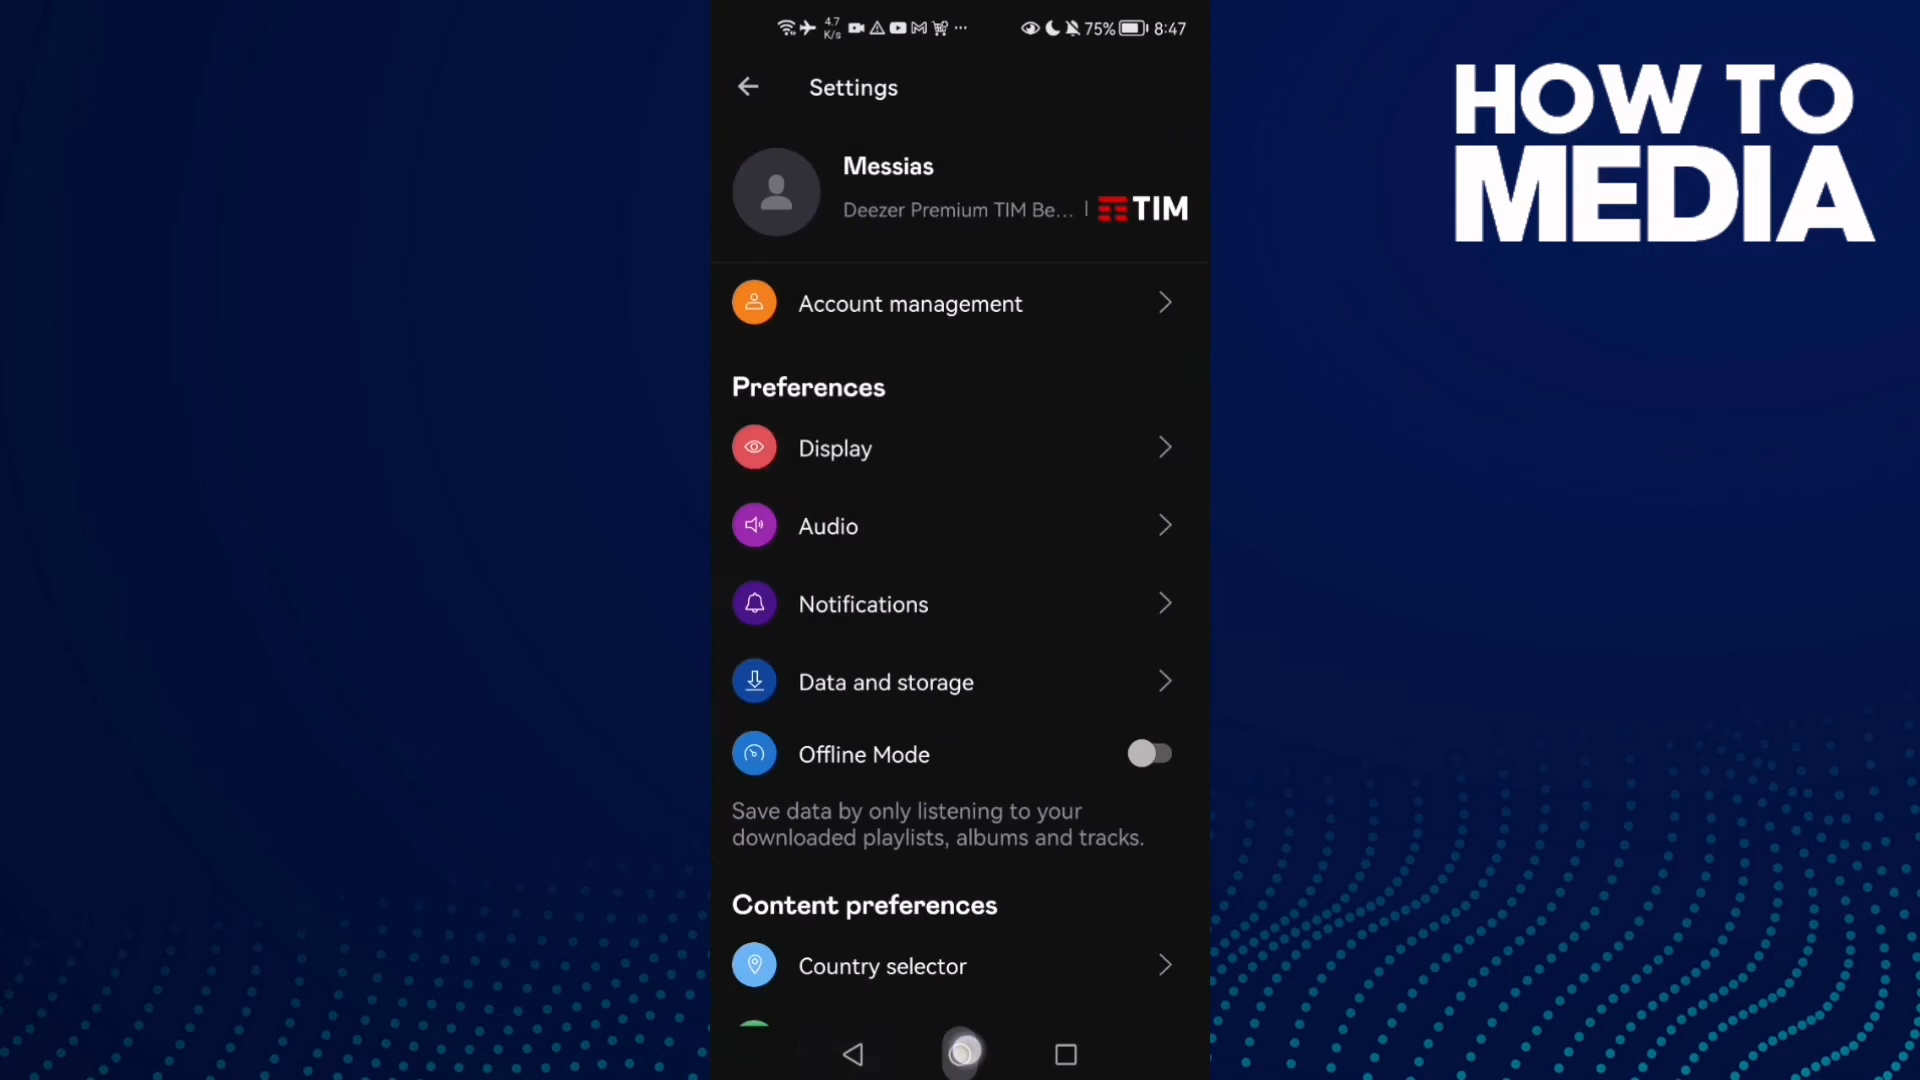 4.7
K/s
75%
8:47
Settings
HOW TO
MEDIA
Messias
Deezer Premium TIM Be... | TIM
Account management
Preferences
Display
Audio
Notifications
Data and storage
Offline Mode
Save data by only listening to your
downloaded playlists, albums and tracks.
Content preferences
Country selector